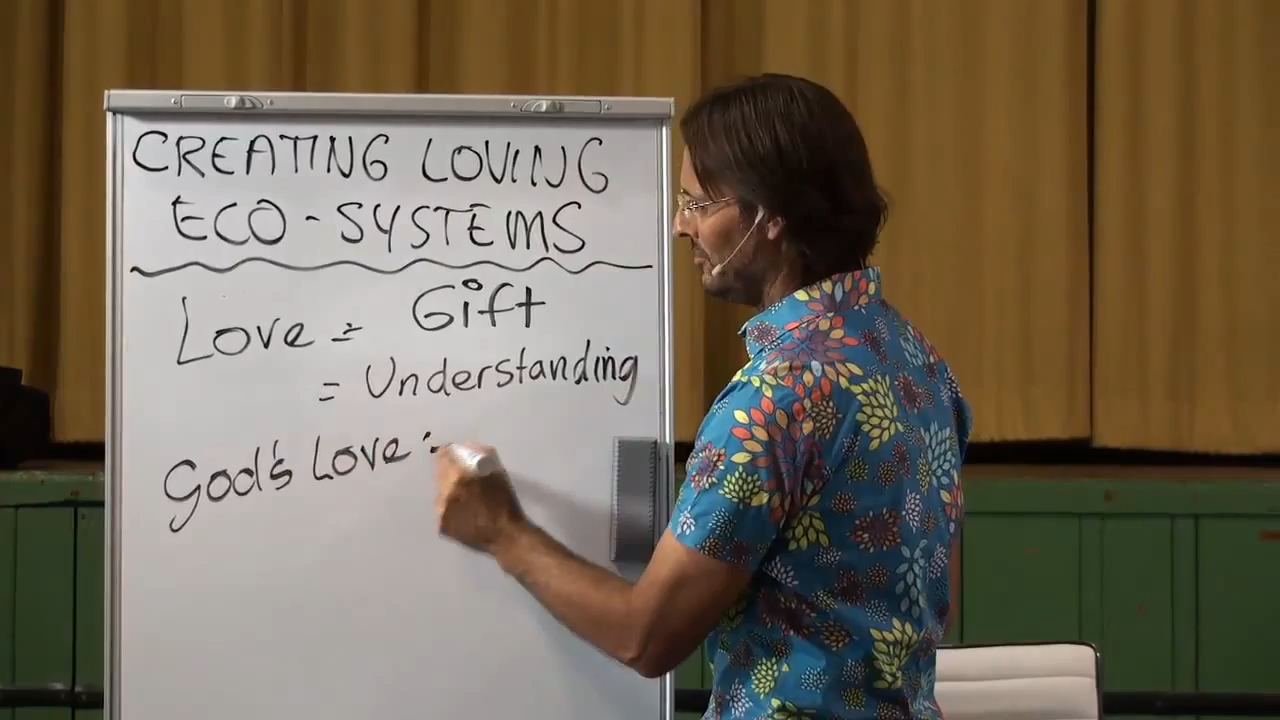 CREATING LOVING
ECO-SYSTEMS
Love = Gift
= Understanding
God's Love